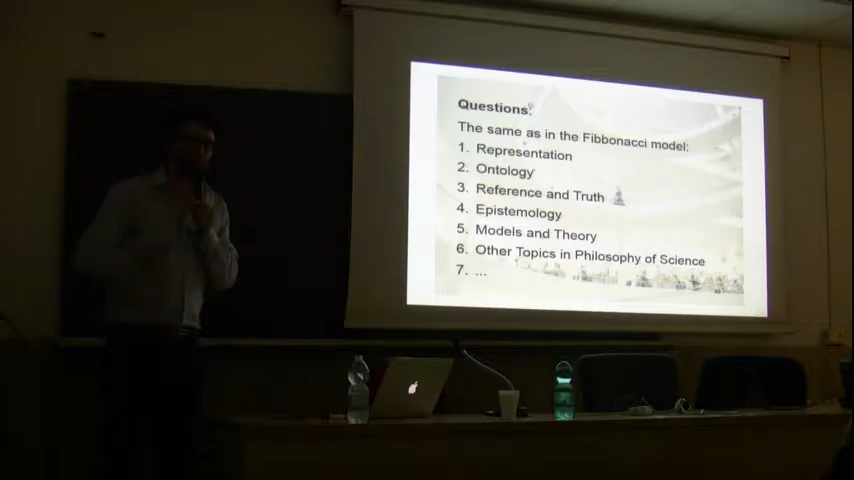 Questions:
The same as in the Fibbonacci model:
1. Representation
2. Ontology
3. Reference and Truth
4. Epistemology
5. Models and Theory
6. Other Topics in Philosophy of Science
7. ...